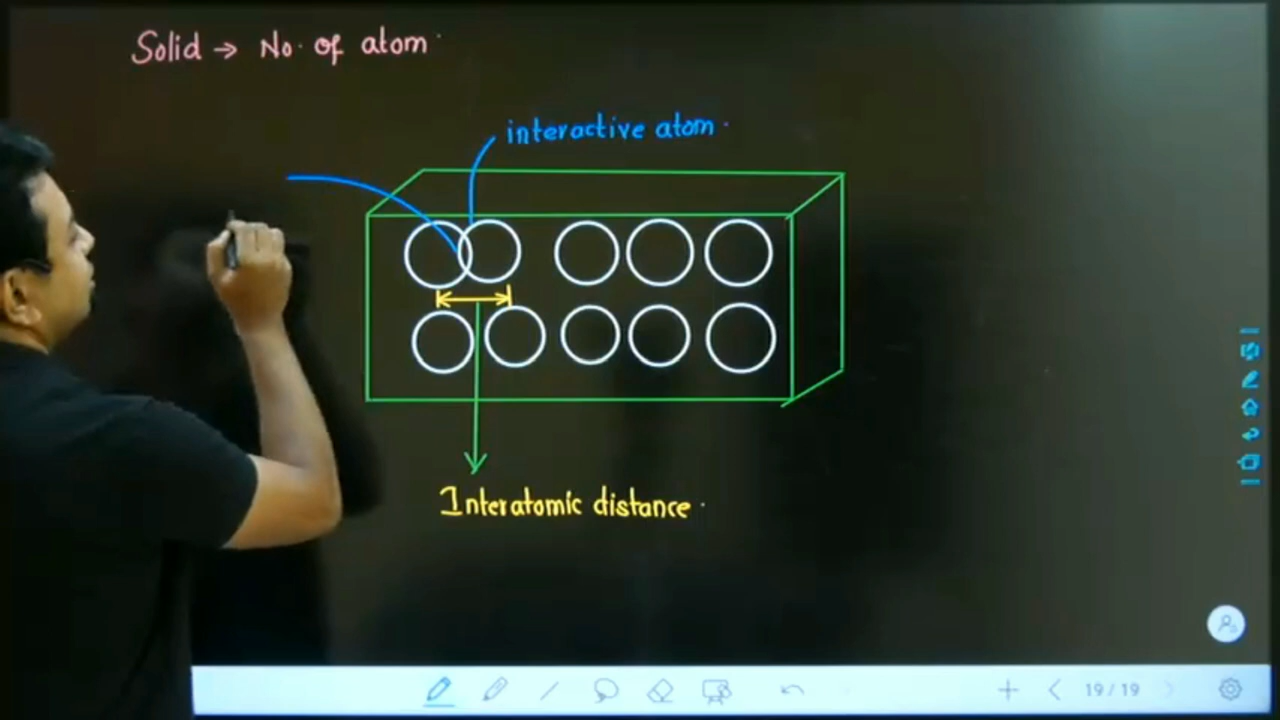 Solid → No. of atom.
interactive atom.
Interatomic distance.
19/19